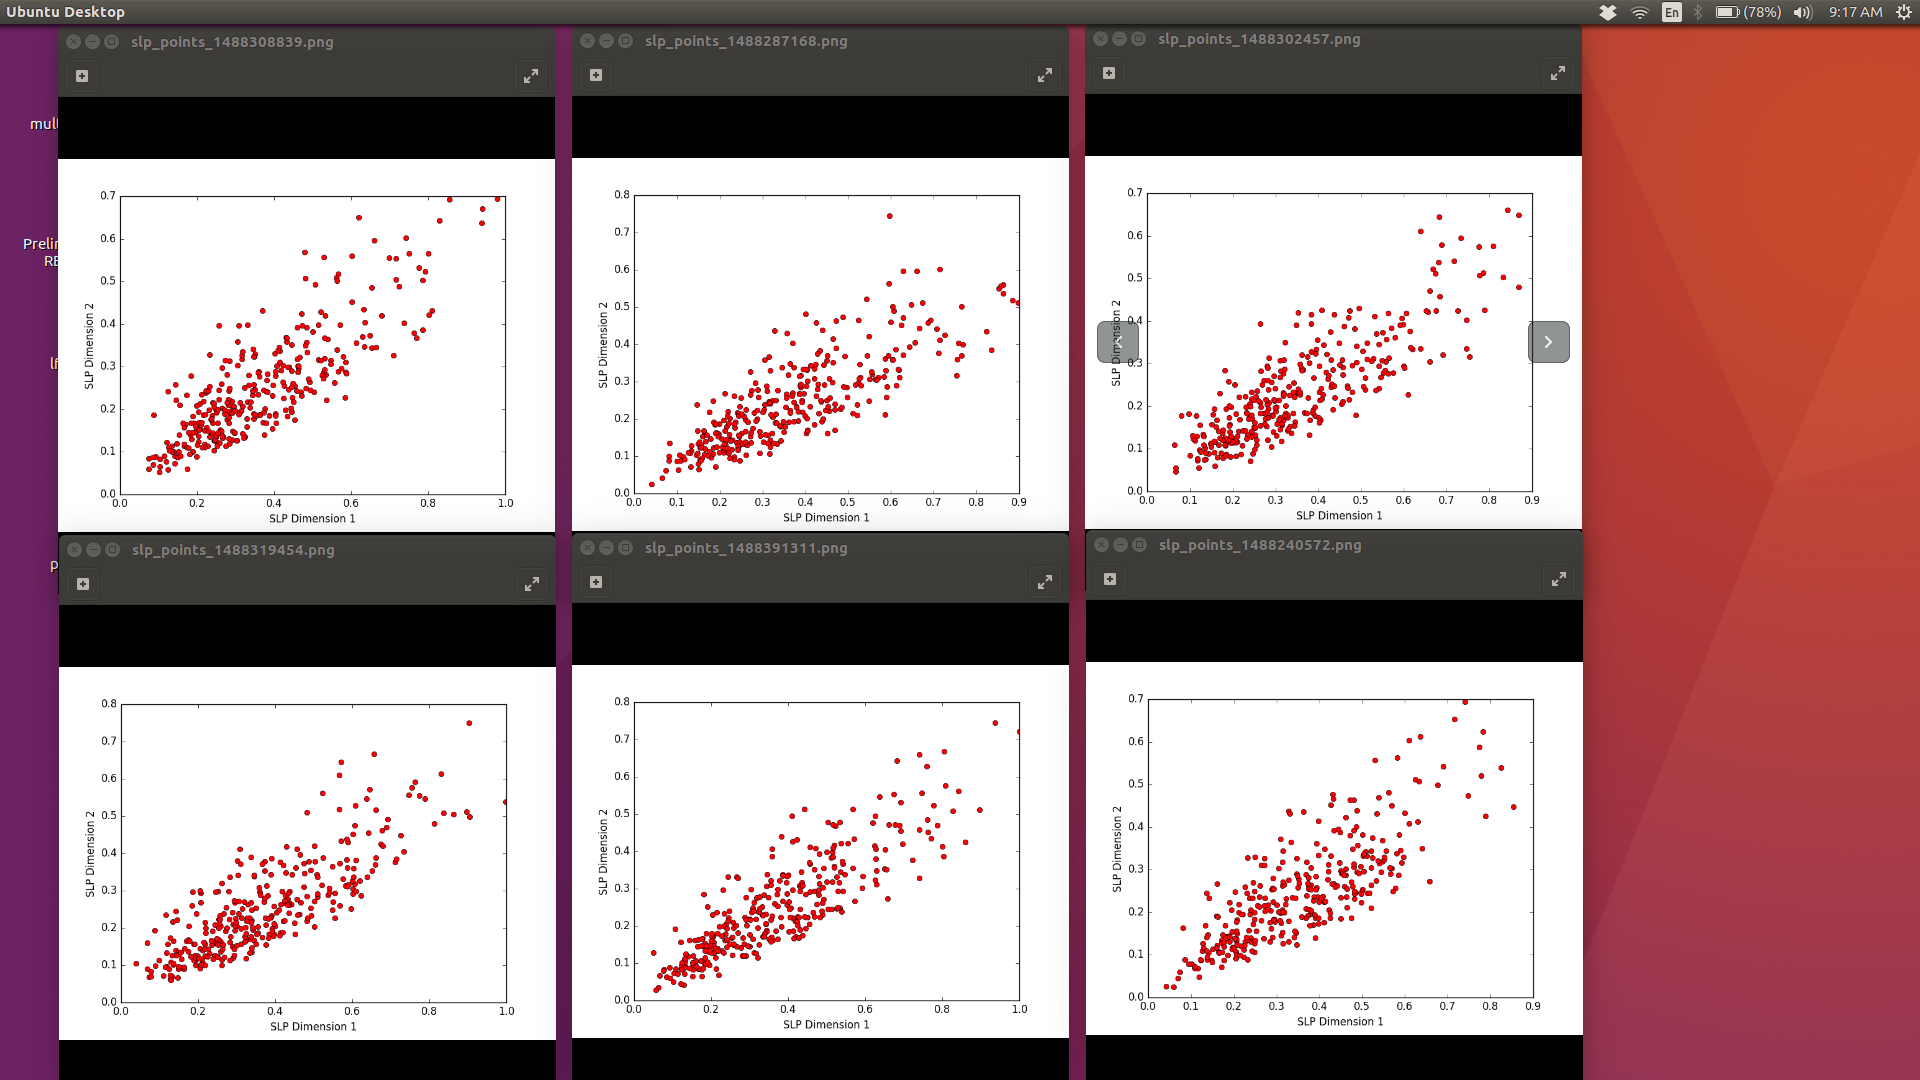 Ubuntu Desktop
En
(78%)
9:17 AM
mul
Prelin
RE
slp_points_1488308839.png
0.7
0.6
0.5
0.4
0.3
0.2
0.1
0.0
SLP Dimension 2
0.0 0.2 0.4 0.6 0.8 1.0
SLP Dimension 1
slp_points_1488287168.png
0.8
0.7
0.6
0.5
0.4
0.3
0.2
0.1
0.0
SLP Dimension 2
0.0 0.1 0.2 0.3 0.4 0.5 0.6 0.7 0.8 0.9
SLP Dimension 1
slp_points_1488302457.png
0.7
0.6
0.5
0.4
0.3
0.2
0.1
0.0
SLP Dimension 2
0.0 0.1 0.2 0.3 0.4 0.5 0.6 0.7 0.8 0.9
SLP Dimension 1
slp_points_1488319454.png
0.8
0.7
0.6
0.5
0.4
0.3
0.2
0.1
0.0
SLP Dimension 2
0.0 0.2 0.4 0.6 0.8 1.0
SLP Dimension 1
slp_points_1488391311.png
0.8
0.7
0.6
0.5
0.4
0.3
0.2
0.1
0.0
SLP Dimension 2
0.0 0.2 0.4 0.6 0.8 1.0
SLP Dimension 1
slp_points_1488240572.png
0.7
0.6
0.5
0.4
0.3
0.2
0.1
0.0
SLP Dimension 2
0.0 0.1 0.2 0.3 0.4 0.5 0.6 0.7 0.8 0.9
SLP Dimension 1